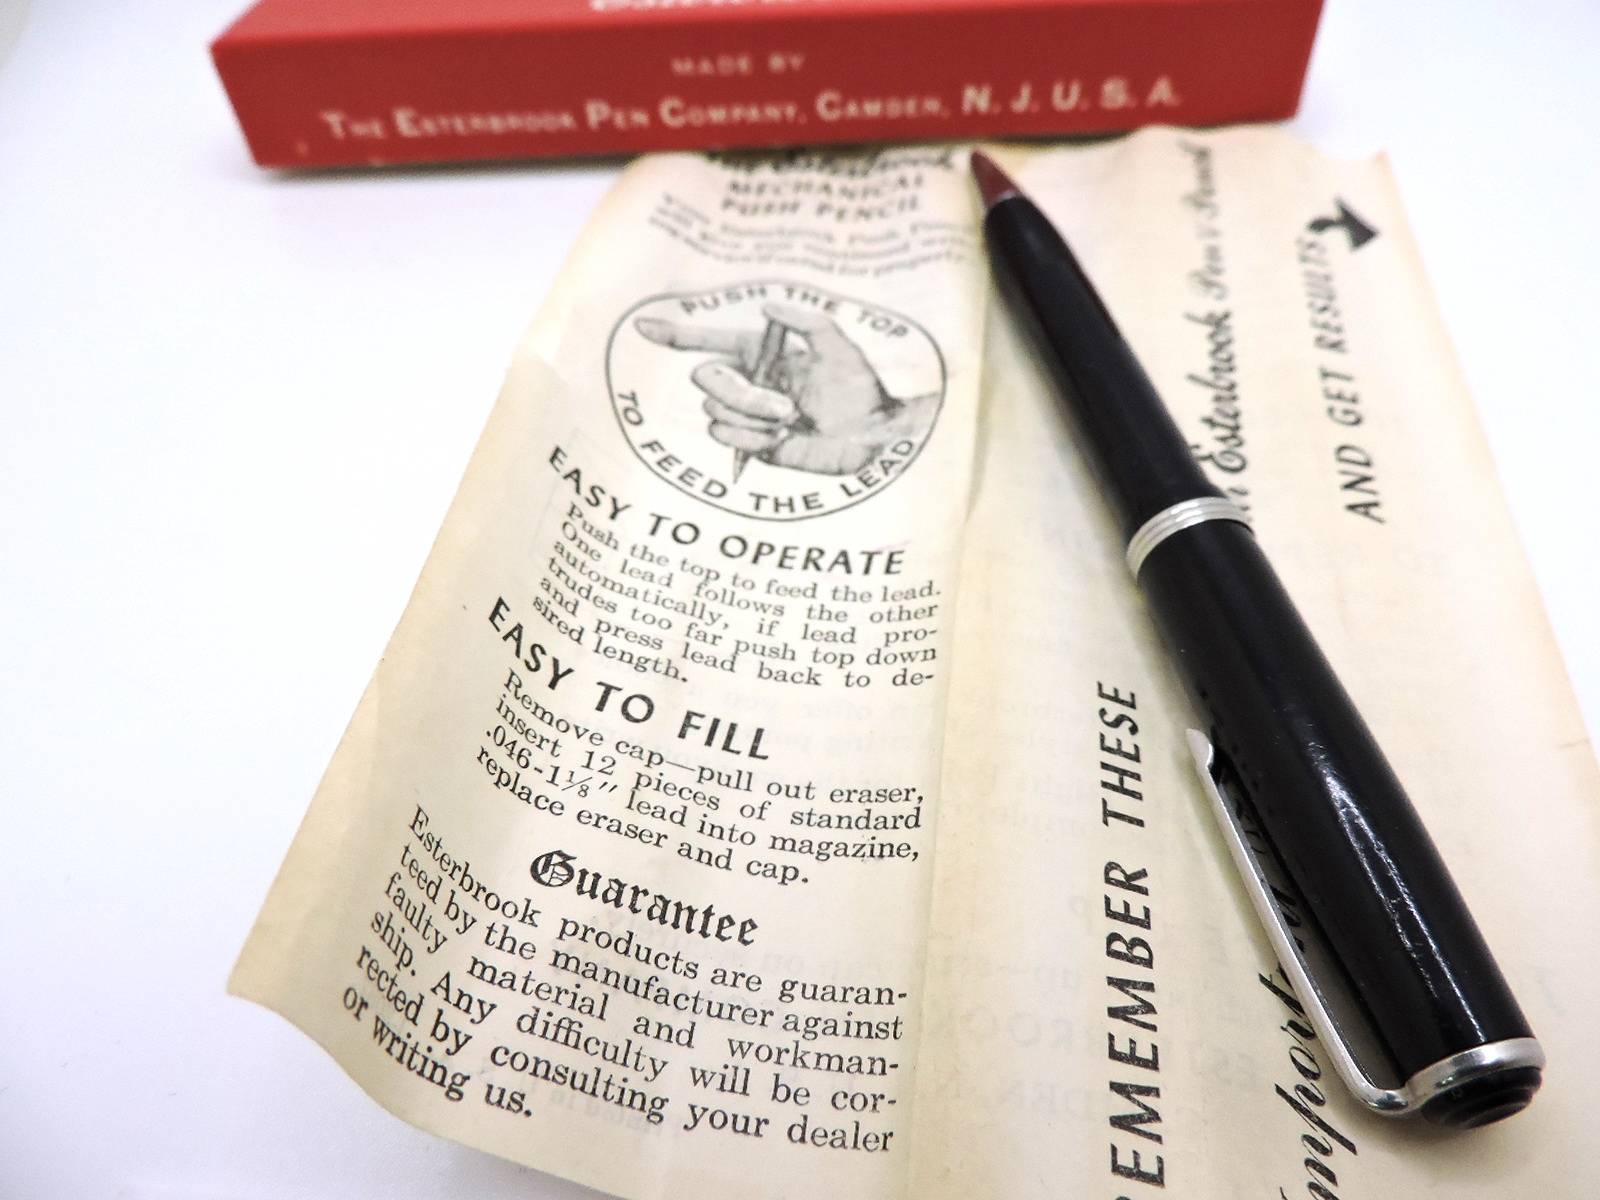 MADE BY
THE ESTERBROOK PEN COMPANY, CAMDEN, N. J. U. S. A.
Esterbrook
MECHANICAL
PUSH PENCIL
PUSH THE TOP
TO FEED THE LEAD
EASY TO OPERATE
Push the top to feed the lead.
One lead follows the other
automatically, if lead pro-
trudes too far push top down
and press lead back to de-
sired length.
EASY TO FILL
Remove cap—pull out eraser,
insert 12 pieces of standard
.046-1⅛" lead into magazine,
replace eraser and cap.
Guarantee
Esterbrook products are guaran-
teed by the manufacturer against
faulty material and workman-
ship. Any difficulty will be cor-
rected by consulting your dealer
or writing us.
EMEMBER THESE
Esterbrook Pen & Pencil
AND GET RESULTS